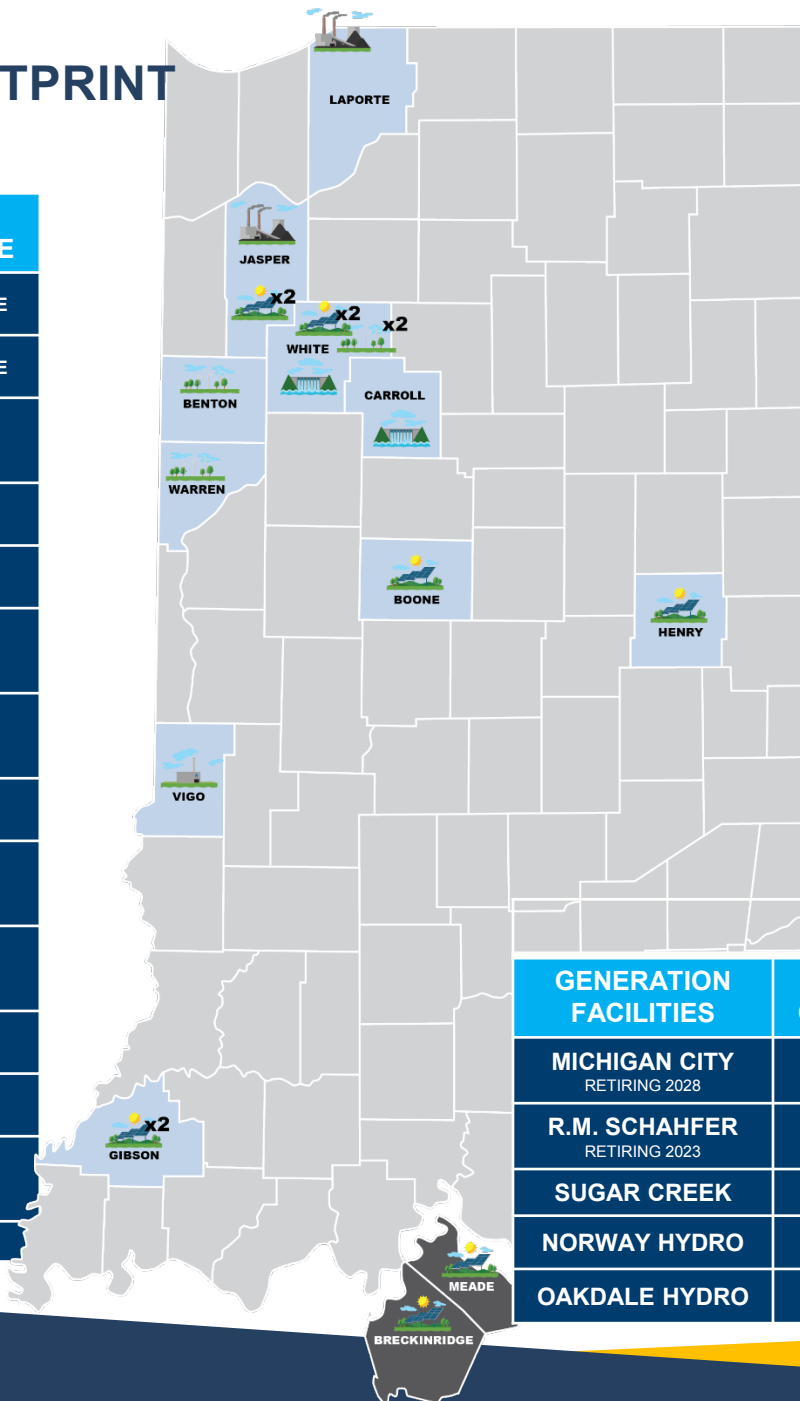 TPRINT
LAPORTE
E
JASPER
E
x2
x2
x2
WHITE
E
BENTON
CARROLL
WARREN
BOONE
HENRY
VIGO
x2
GIBSON
MEADE
BRECKINRIDGE
GENERATION
FACILITIES
MICHIGAN CITY
RETIRING 2028
R.M. SCHAHFER
RETIRING 2023
SUGAR CREEK
NORWAY HYDRO
OAKDALE HYDRO